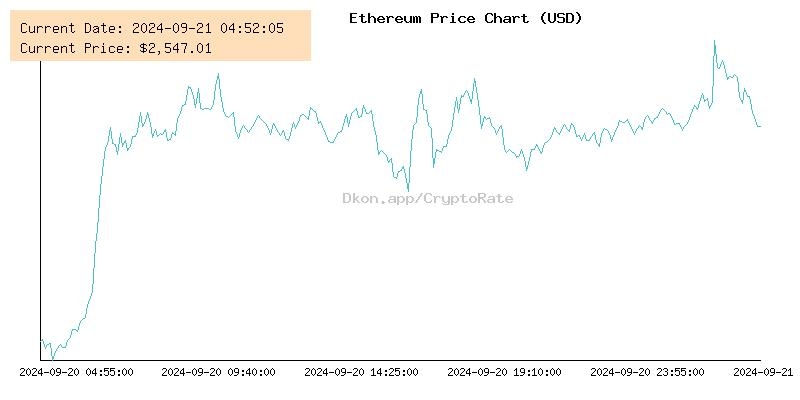 Ethereum Price Chart (USD)
Current Date: 2024-09-21 04:52:05
Current Price: $2,547.01
Dkon.app/CryptoRate
2024-09-20 04:55:00 2024-09-20 09:40:00 2024-09-20 14:25:00 2024-09-20 19:10:00 2024-09-20 23:55:00 2024-09-21